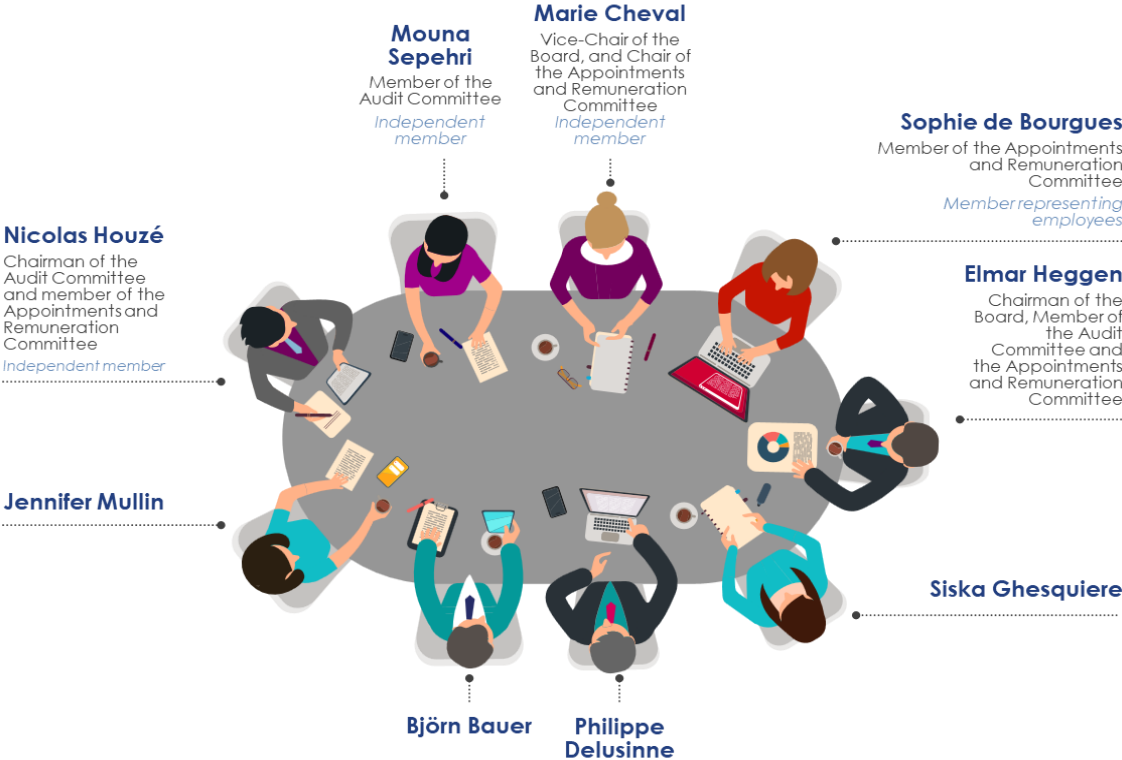 Marie Cheval
Vice-Chair of the
Board, and Chair of
the Appointments
and Remuneration
Committee
Independent
member
Mouna
Sepehri
Member of the
Audit Committee
Independent
member
Sophie de Bourgues
Member of the Appointments
and Remuneration
Committee
Member representing
employees
Nicolas Houzé
Chairman of the
Audit Committee
and member of the
Appointments and
Remuneration
Committee
Independent member
Elmar Heggen
Chairman of the
Board, Member of
the Audit
Committee and
the Appointments
and Remuneration
Committee
Jennifer Mullin
Siska Ghesquiere
Björn Bauer
Philippe
Delusinne